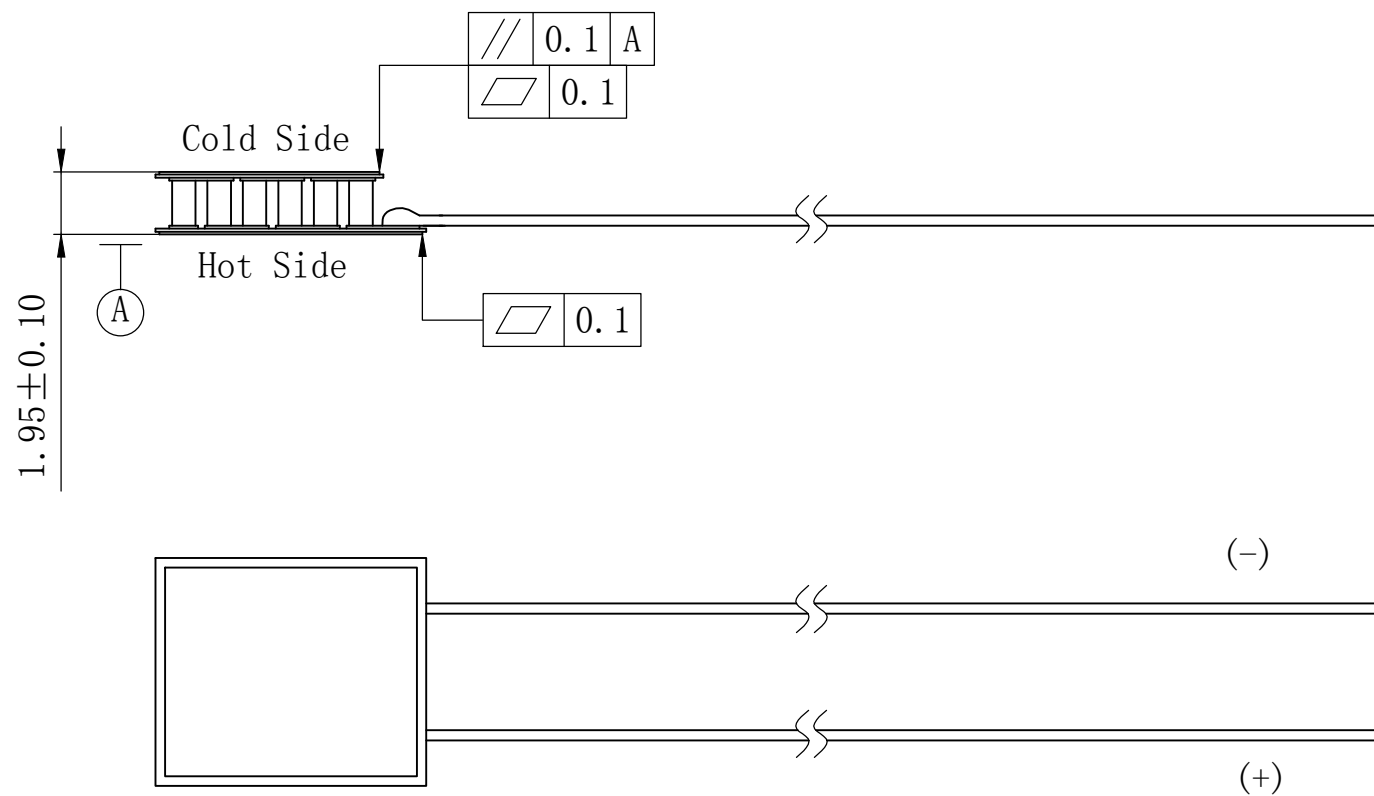 // 0.1 A
⏥ 0.1
Cold Side
Hot Side
A
⏥ 0.1
1.95±0.10
(-)
(+)